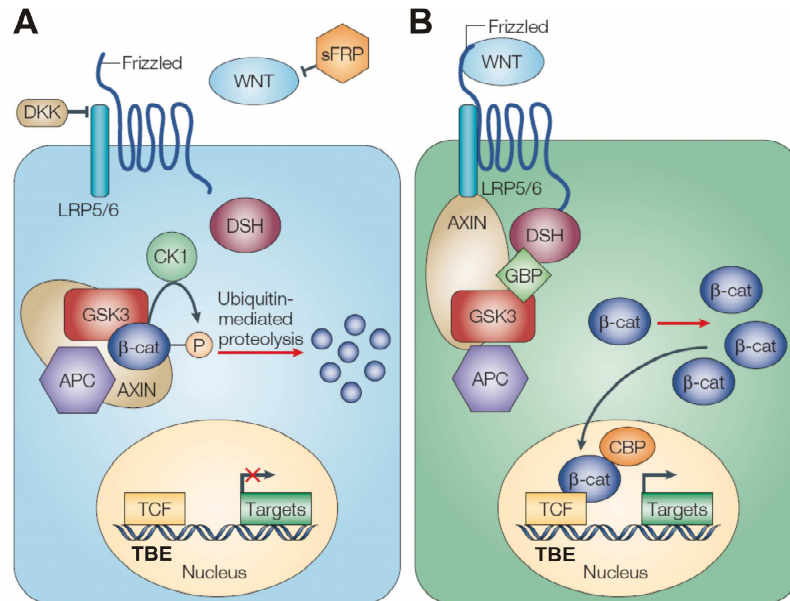 A
Frizzled
sFRP
WNT
DKK
LRP5/6
DSH
CK1
GSK3
Ubiquitin-
mediated
proteolysis
β-cat
P
APC
AXIN
TCF
Targets
TBE
Nucleus
B
Frizzled
WNT
LRP5/6
AXIN
DSH
GBP
GSK3
APC
β-cat
β-cat
β-cat
β-cat
CBP
β-cat
TCF
Targets
TBE
Nucleus